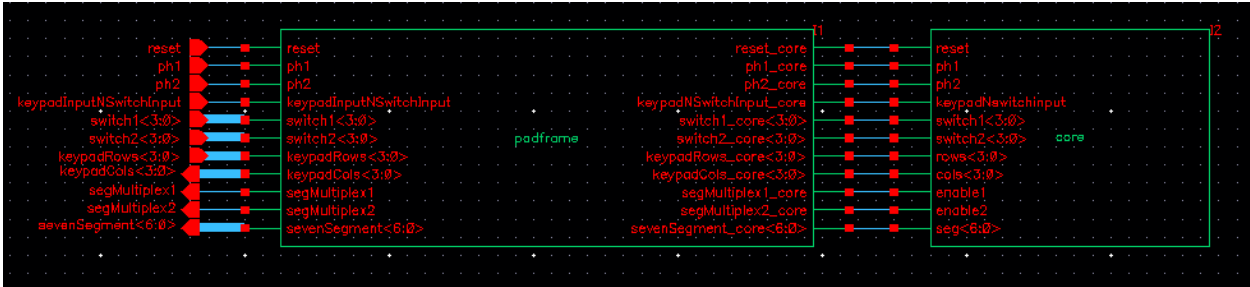 I1
I2
reset reset reset_core reset
ph1 ph1 ph1_core ph1
ph2 ph2 ph2_core ph2
keypadInputNSwitchInput keypadInputNSwitchInput keypadNSwitchInput_core keypadNswitchInput
switch1<3:0> switch1<3:0> switch1_core<3:0> switch1<3:0>
switch2<3:0> switch2<3:0> padframe switch2_core<3:0> switch2<3:0> core
keypadRows<3:0> keypadRows<3:0> keypadRows_core<3:0> rows<3:0>
keypadCols<3:0> keypadCols<3:0> keypadCols_core<3:0> cols<3:0>
segMultiplex1 segMultiplex1 segMultiplex1_core enable1
segMultiplex2 segMultiplex2 segMultiplex2_core enable2
sevenSegment<6:0> sevenSegment<6:0> sevenSegment_core<6:0> seg<6:0>